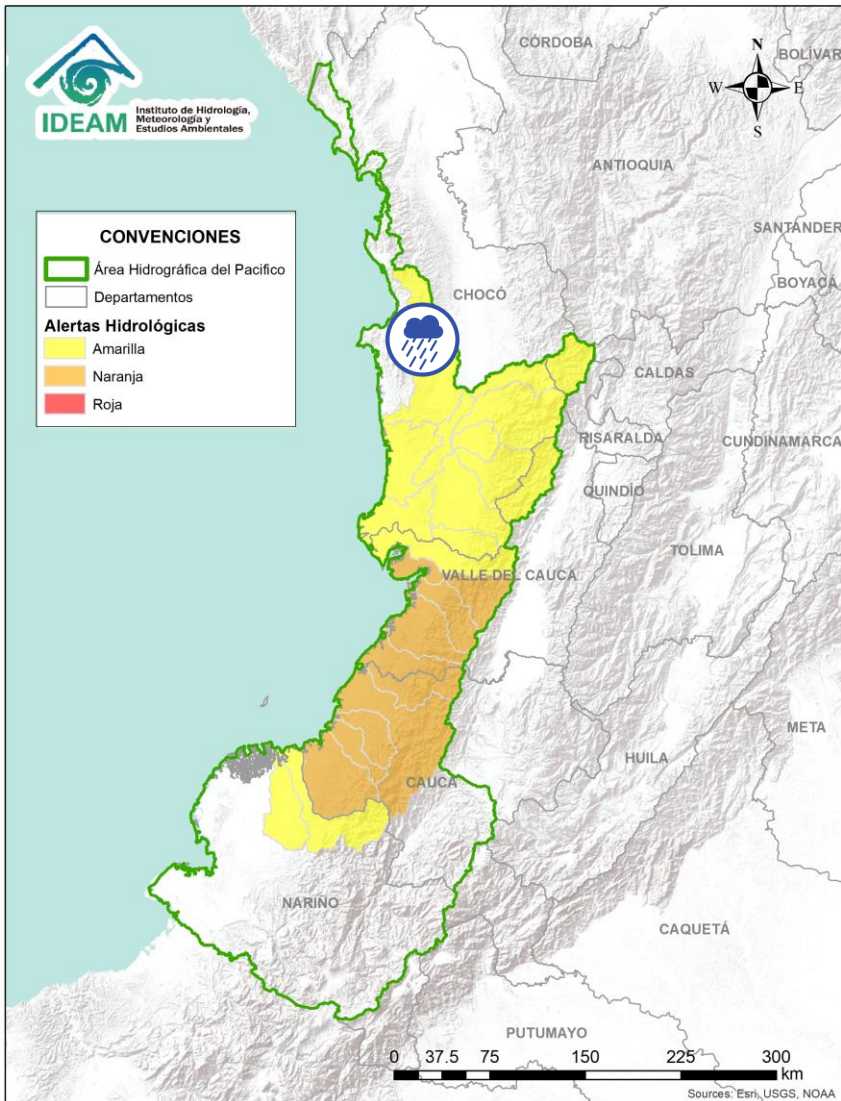 IDEAM
Instituto de Hidrología,
Meteorología y
Estudios Ambientales
CÓRDOBA
BOLÍVAR
N
W
E
S
ANTIOQUIA
SANTANDER
BOYACÁ
CONVENCIONES
Área Hidrográfica del Pacifico
Departamentos
Alertas Hidrológicas
Amarilla
Naranja
Roja
CHOCÓ
CALDAS
RISARALDA
CUNDINAMARCA
QUINDÍO
TOLIMA
VALLE DEL CAUCA
META
HUILA
CAUCA
NARIÑO
CAQUETÁ
PUTUMAYO
0 37.5 75 150 225 300
km
Sources: Esri, USGS, NOAA